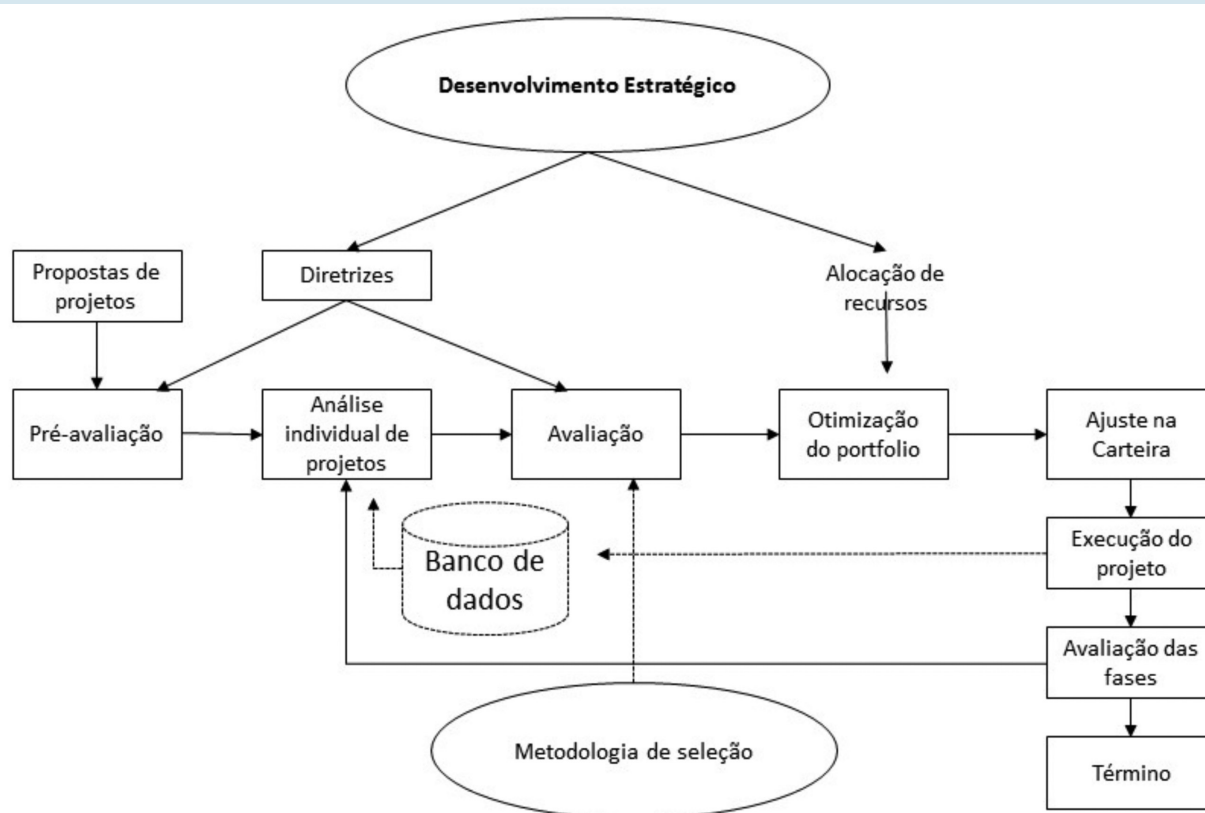 Desenvolvimento Estratégico
Propostas de
projetos
Diretrizes
Alocação de
recursos
Pré-avaliação
Análise
individual de
projetos
Avaliação
Otimização
do portfolio
Ajuste na
Carteira
Banco de
dados
Execução do
projeto
Avaliação das
fases
Metodologia de seleção
Término